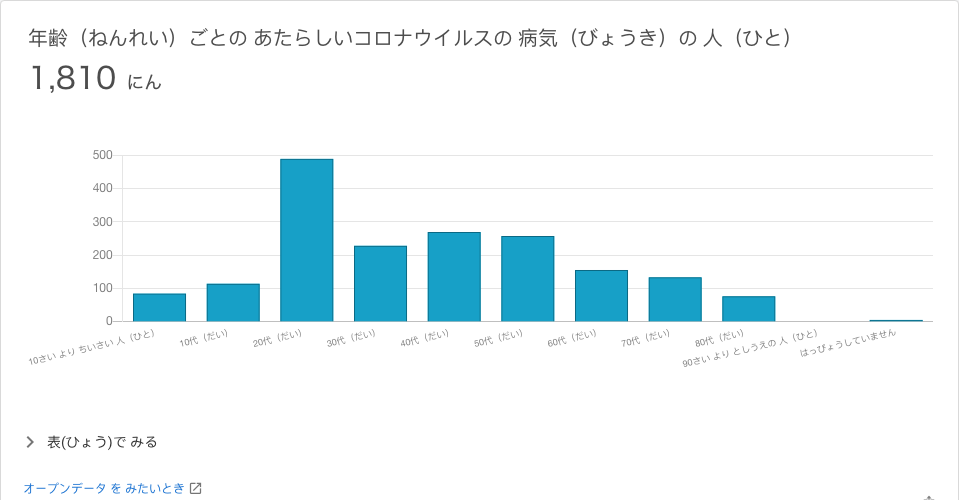 年齢（ねんれい）ごとの あたらしいコロナウイルスの 病気（びょうき）の 人（ひと）
1,810 にん
500
400
300
200
100
0
10さい より ちいさい 人（ひと）
10代（だい）
20代（だい）
30代（だい）
40代（だい）
50代（だい）
60代（だい）
70代（だい）
80代（だい）
90さい より としうえの 人（ひと）
はっぴょうしていません
表(ひょう)で みる
オープンデータ を みたいとき